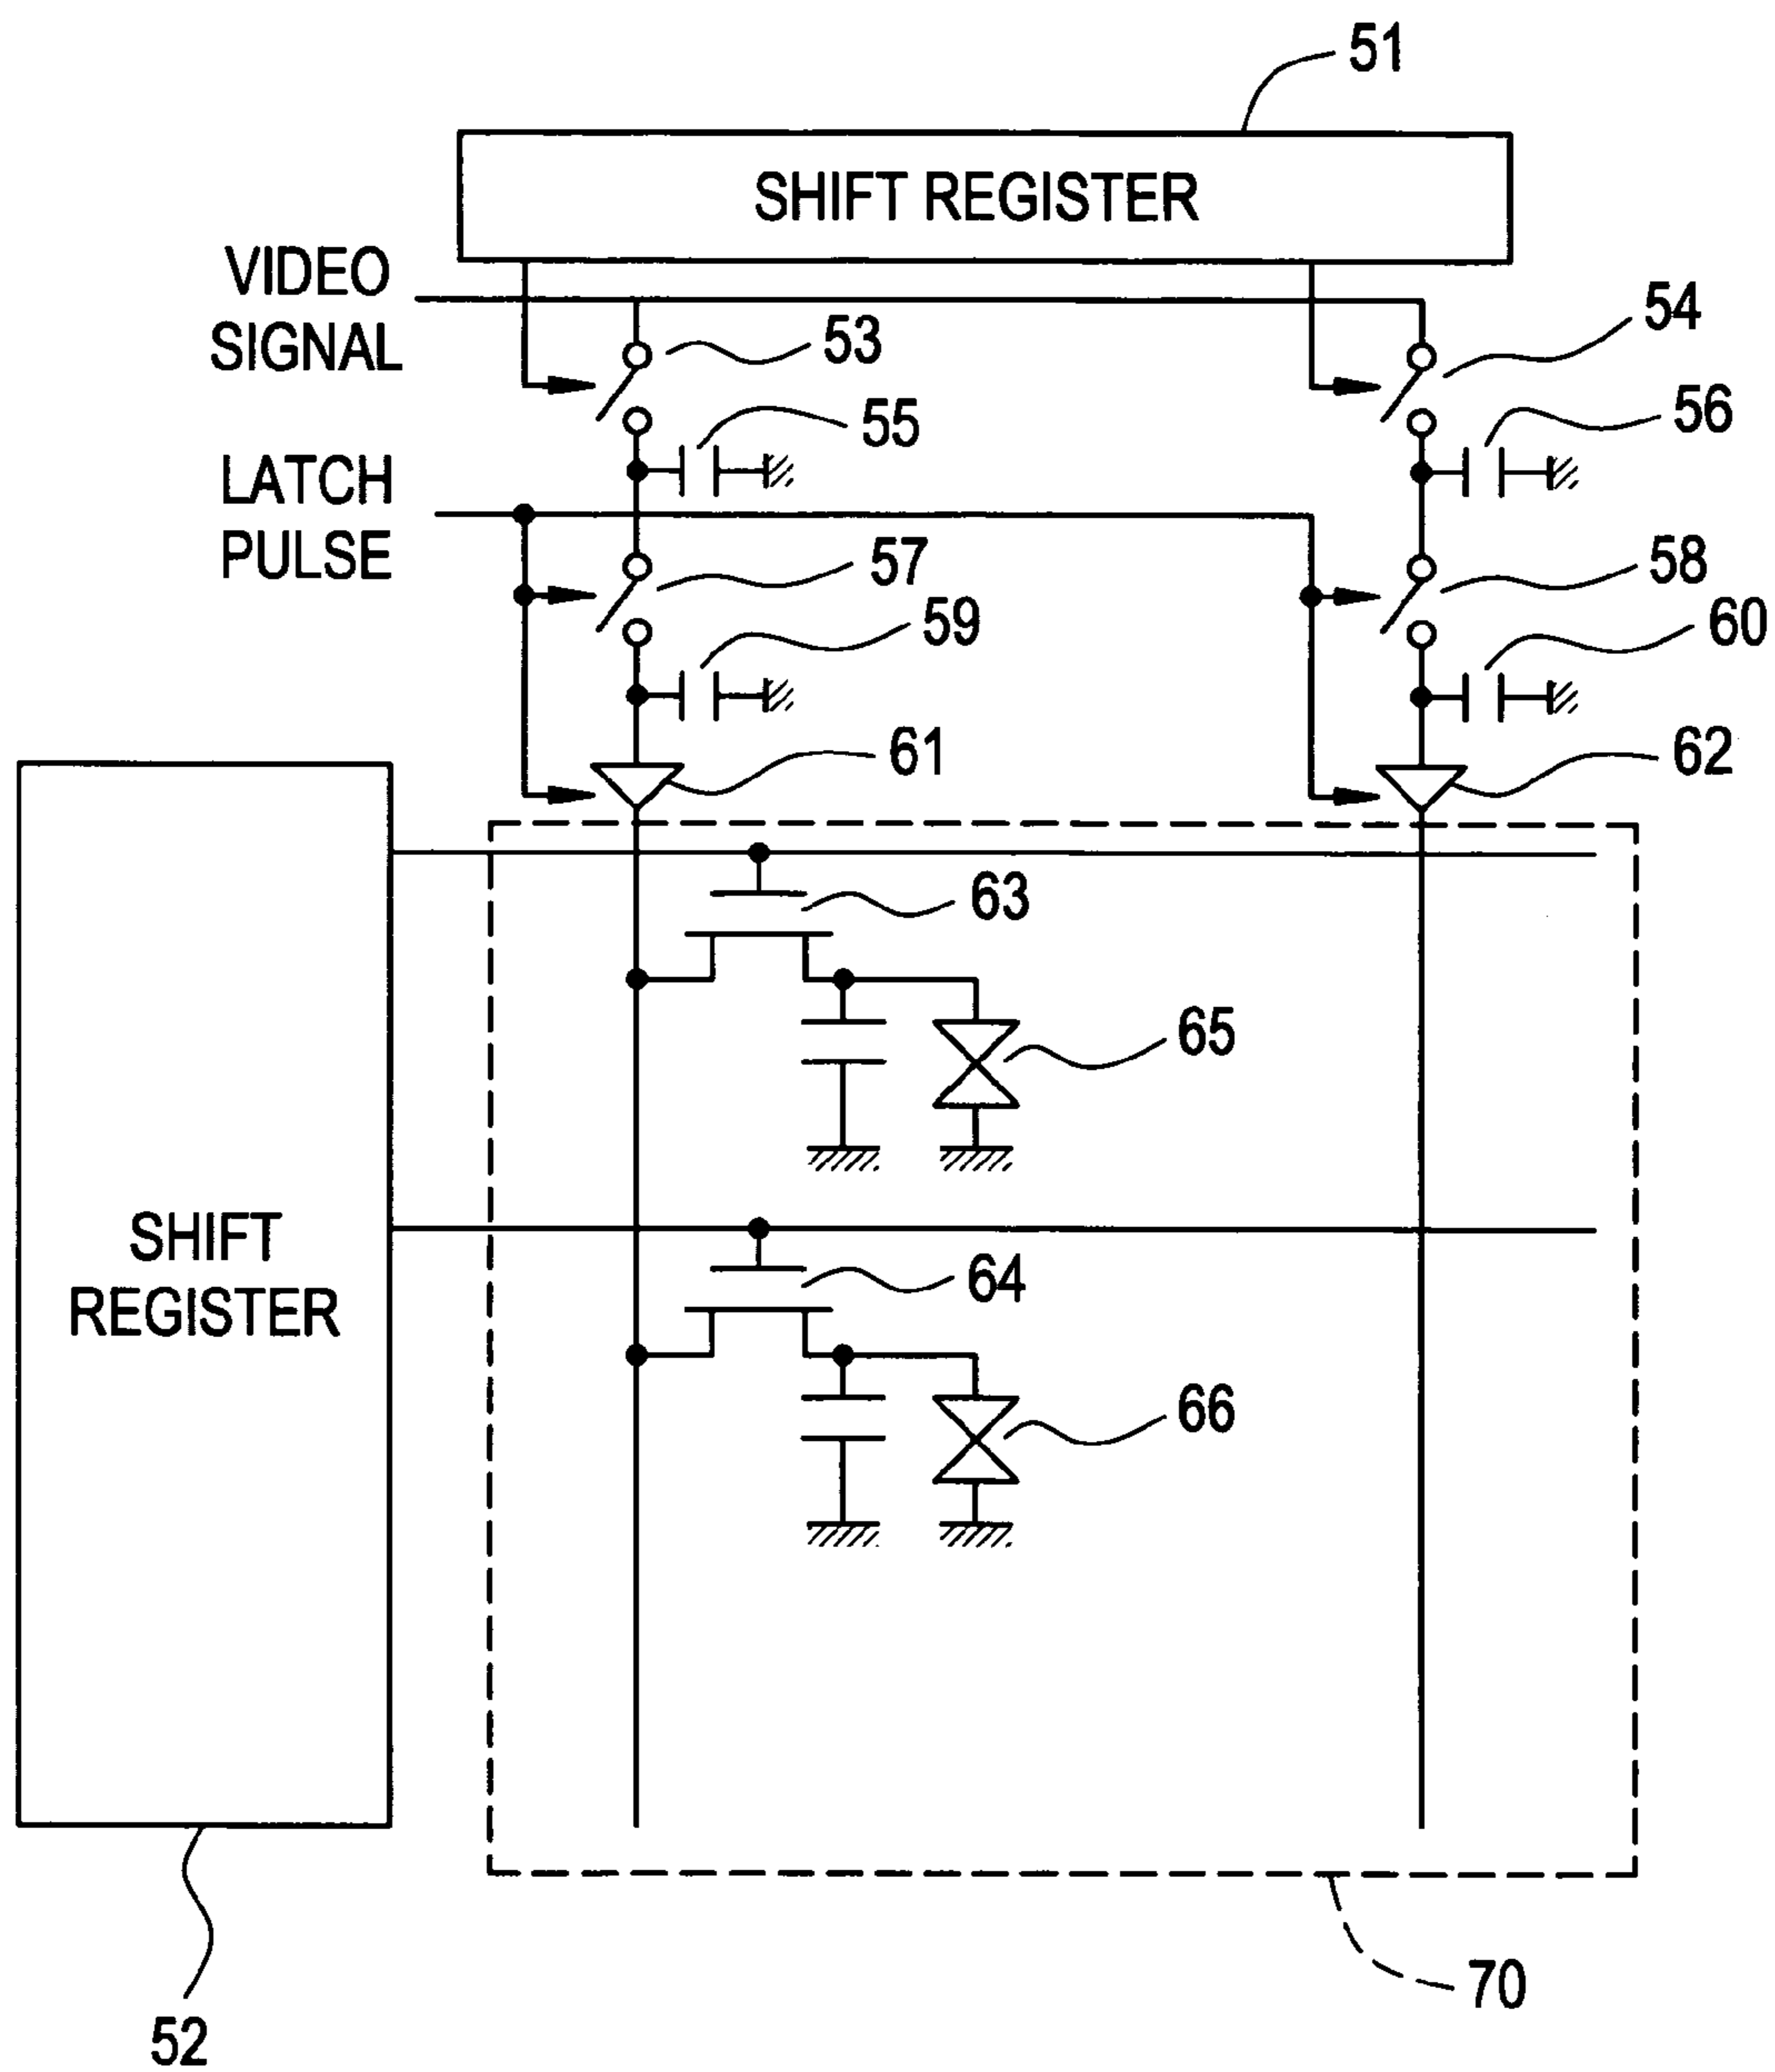 51
SHIFT REGISTER
VIDEO
SIGNAL
53
54
55
56
LATCH
PULSE
57
58
59
60
61
62
63
65
SHIFT
REGISTER
64
66
70
52